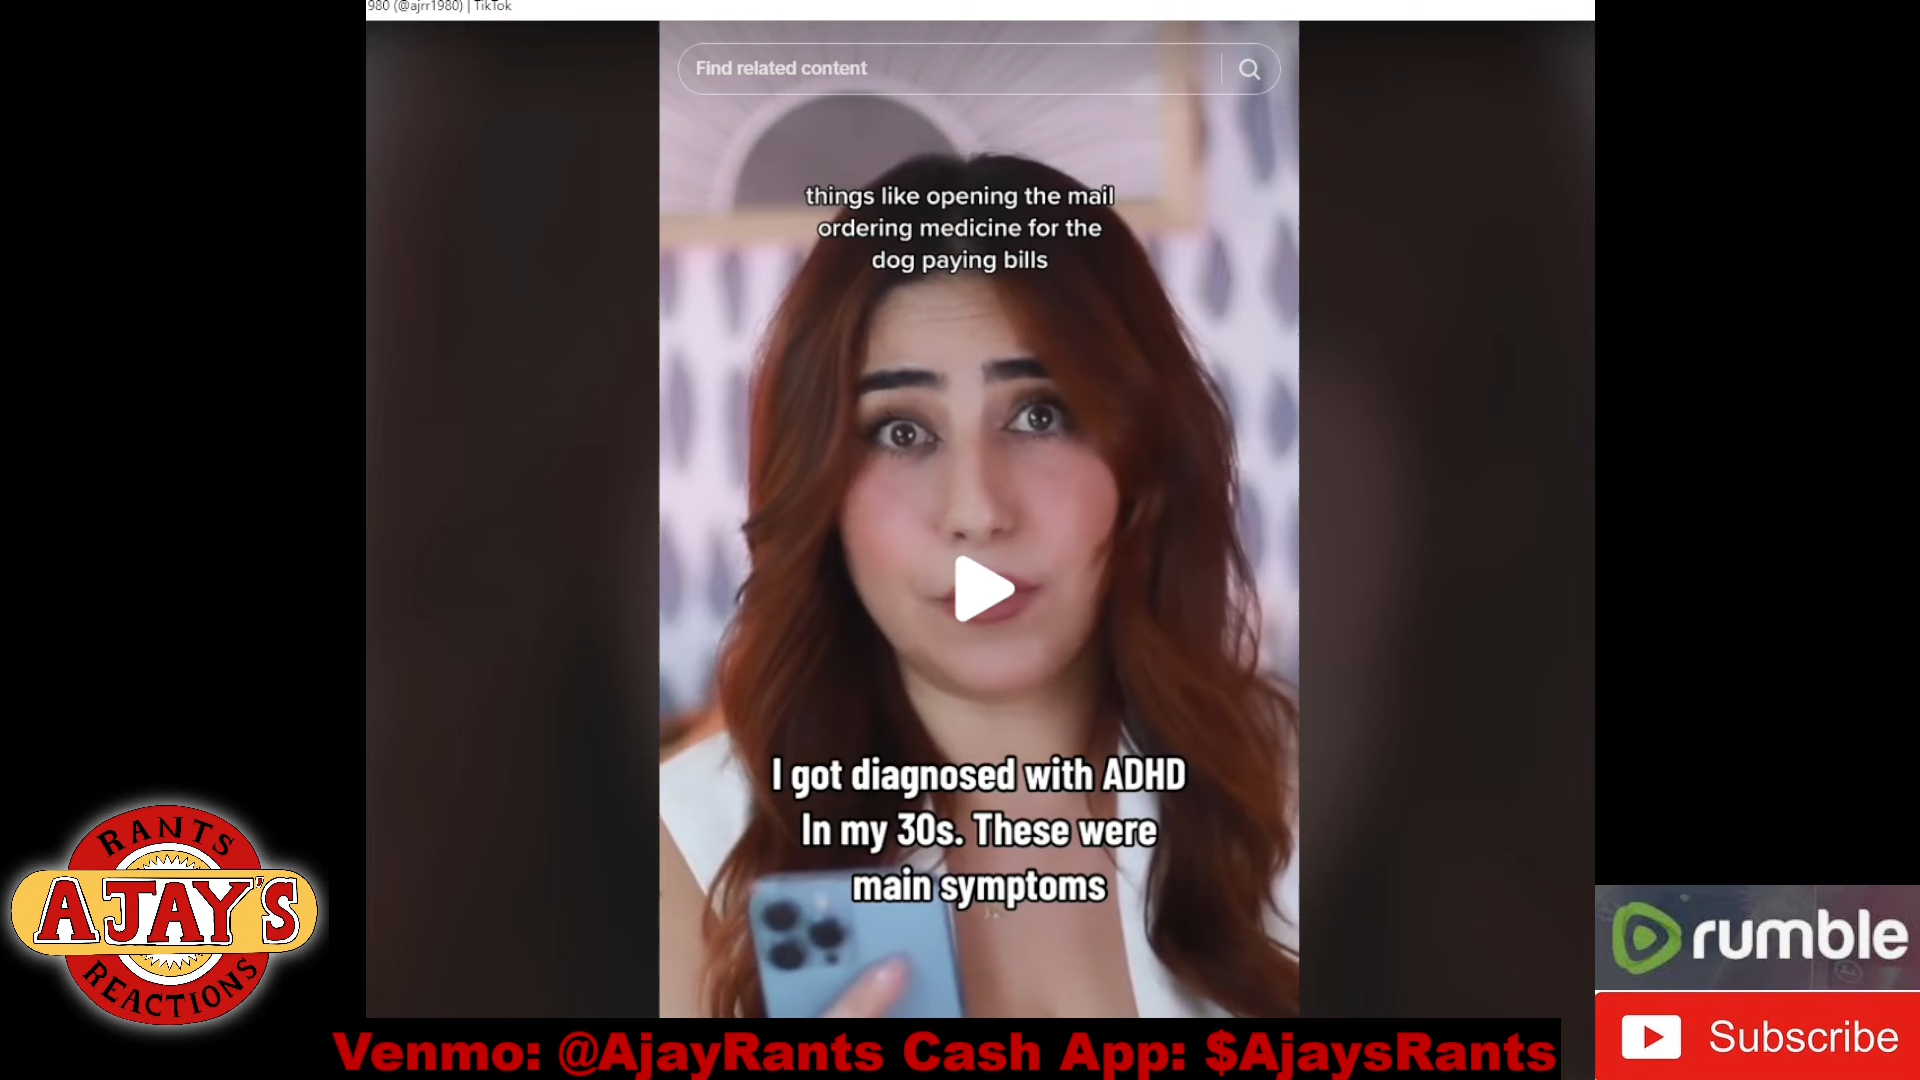 980 (@ajrr1980) | TikTok
Find related content
things like opening the mail
ordering medicine for the
dog paying bills
I got diagnosed with ADHD
In my 30s. These were
main symptoms
RANTS
AJAY'S
REACTIONS
rumble
Subscribe
Venmo: @AjayRants Cash App: $AjaysRants